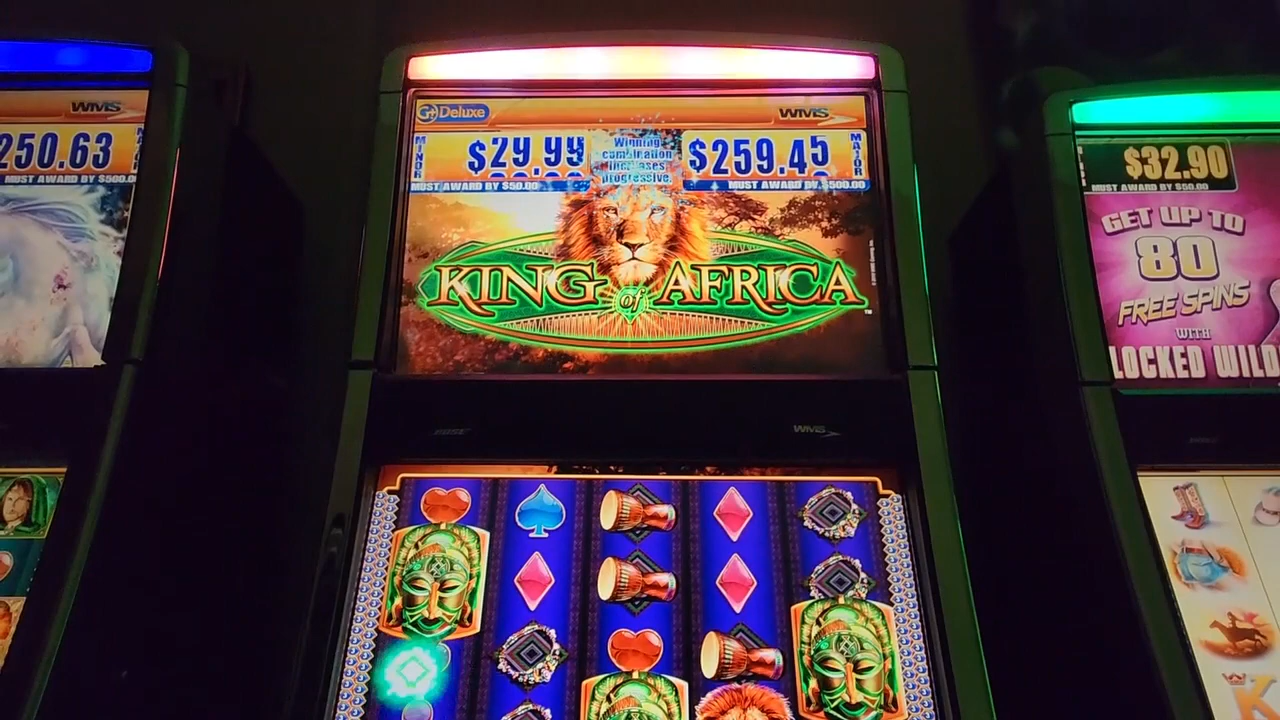 WMS
250.63
MUST AWARD BY $500.00
G+ Deluxe
WMS
MINOR
$29.99
Winning
combination
increases
progressive.
$259.45
MAJOR
MUST AWARD BY $50.00
MUST AWARD BY $500.00
KING of AFRICA
TM
WMS
$32.90
MUST AWARD BY $50.00
GET UP TO
80
FREE SPINS
WITH
LOCKED WILD
K